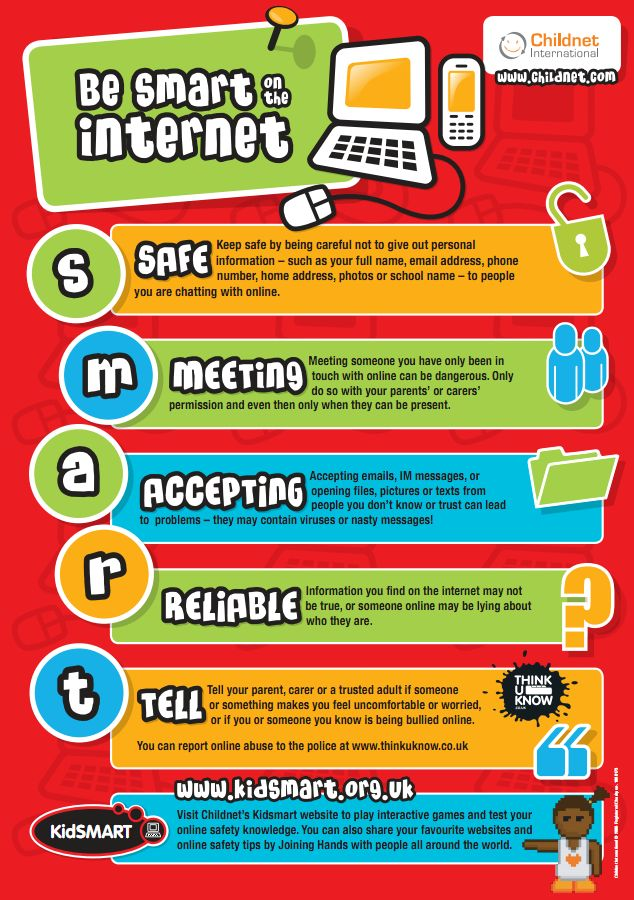 Childnet
International
www.childnet.com
Be smart on
the
internet
s
SAFE
Keep safe by being careful not to give out personal
information – such as your full name, email address, phone
number, home address, photos or school name – to people
you are chatting with online.
m
MEETING
Meeting someone you have only been in
touch with online can be dangerous. Only
do so with your parents’ or carers’
permission and even then only when they can be present.
a
ACCEPTING
Accepting emails, IM messages, or
opening files, pictures or texts from
people you don’t know or trust can lead
to problems – they may contain viruses or nasty messages!
r
RELIABLE
Information you find on the internet may not
be true, or someone online may be lying about
who they are.
t
TELL
Tell your parent, carer or a trusted adult if someone
or something makes you feel uncomfortable or worried,
or if you or someone you know is being bullied online.
You can report online abuse to the police at www.thinkuknow.co.uk
THINK
U
KNOW
.CO.UK
www.kidsmart.org.uk
KidSMART
Visit Childnet’s Kidsmart website to play interactive games and test your
online safety knowledge. You can also share your favourite websites and
online safety tips by Joining Hands with people all around the world.